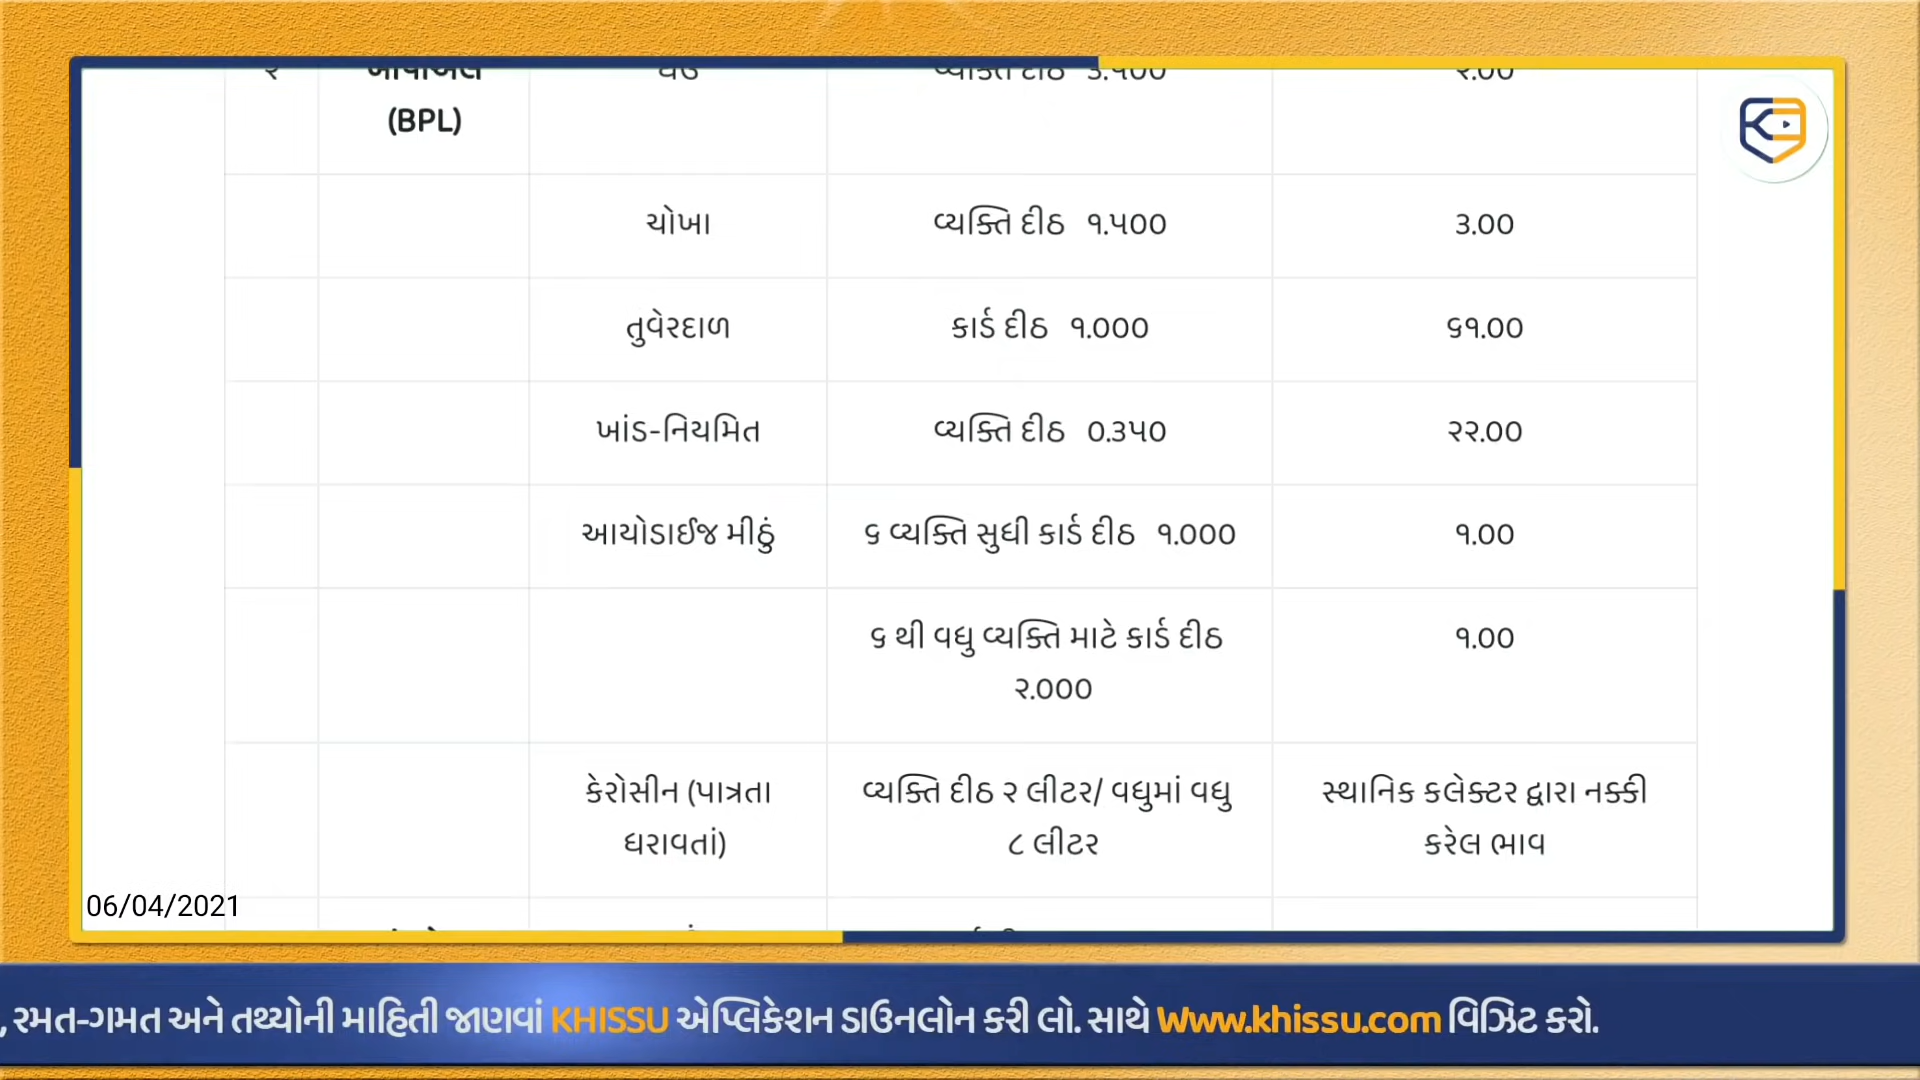 (BPL)
ચોખા વ્યક્તિ દીઠ ૧.૫૦૦ ૩.૦૦
તુવેરદાળ કાર્ડ દીઠ ૧.૦૦૦ ૬૧.૦૦
ખાંડ-નિયમિત વ્યક્તિ દીઠ ૦.૩૫૦ ૨૨.૦૦
આયોડાઈજ મીઠું ૬ વ્યક્તિ સુધી કાર્ડ દીઠ ૧.૦૦૦ ૧.૦૦
૬ થી વધુ વ્યક્તિ માટે કાર્ડ દીઠ ૧.૦૦
૨.૦૦૦
કેરોસીન (પાત્રતા વ્યક્તિ દીઠ ૨ લીટર/ વધુમાં વધુ સ્થાનિક કલેક્ટર દ્વારા નક્કી
ધરાવતાં) ૮ લીટર કરેલ ભાવ
06/04/2021
, રમત-ગમત અને તથ્યોની માહિતી જાણવાં KHISSU એપ્લિકેશન ડાઉનલોન કરી લો. સાથે Www.khissu.com વિઝિટ કરો.